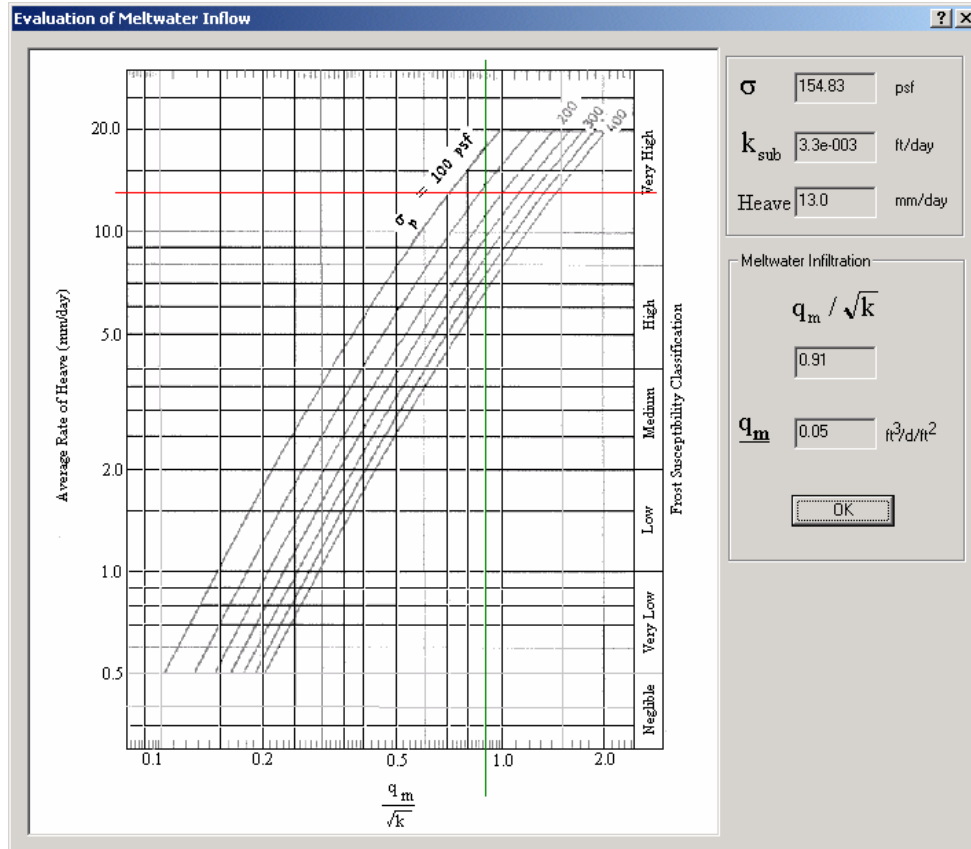 Evaluation of Meltwater Inflow
20.0
10.0
5.0
2.0
1.0
0.5
Average Rate of Heave (mm/day)
σp = 100 psf
200
300
400
Very High
High
Medium
Low
Very Low
Neglible
Frost Susceptibility Classification
0.1 0.2 0.5 1.0 2.0
qm
√k
σ 154.83 psf
ksub 3.3e-003 ft/day
Heave 13.0 mm/day
Meltwater Infiltration
qm / √k
0.91
qm 0.05 ft³/d/ft²
OK